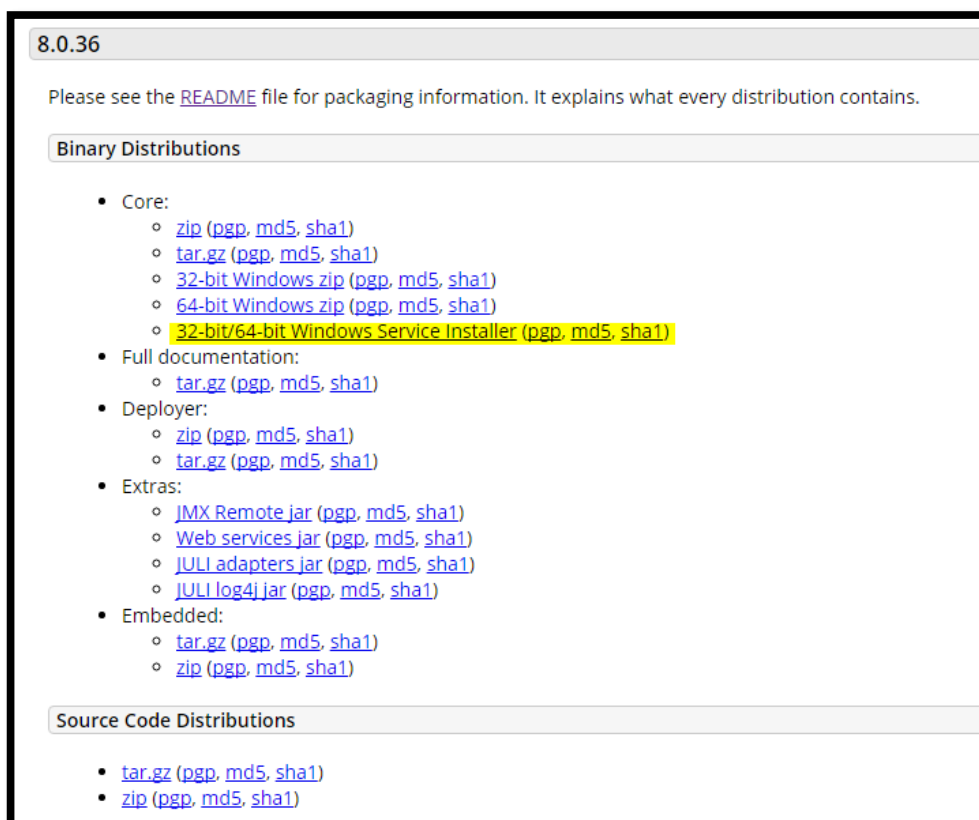 8.0.36
Please see the README file for packaging information. It explains what every distribution contains.
Binary Distributions
Core:
zip (pgp, md5, sha1)
tar.gz (pgp, md5, sha1)
32-bit Windows zip (pgp, md5, sha1)
64-bit Windows zip (pgp, md5, sha1)
32-bit/64-bit Windows Service Installer (pgp, md5, sha1)
Full documentation:
tar.gz (pgp, md5, sha1)
Deployer:
zip (pgp, md5, sha1)
tar.gz (pgp, md5, sha1)
Extras:
JMX Remote jar (pgp, md5, sha1)
Web services jar (pgp, md5, sha1)
JULI adapters jar (pgp, md5, sha1)
JULI log4j jar (pgp, md5, sha1)
Embedded:
tar.gz (pgp, md5, sha1)
zip (pgp, md5, sha1)
Source Code Distributions
tar.gz (pgp, md5, sha1)
zip (pgp, md5, sha1)